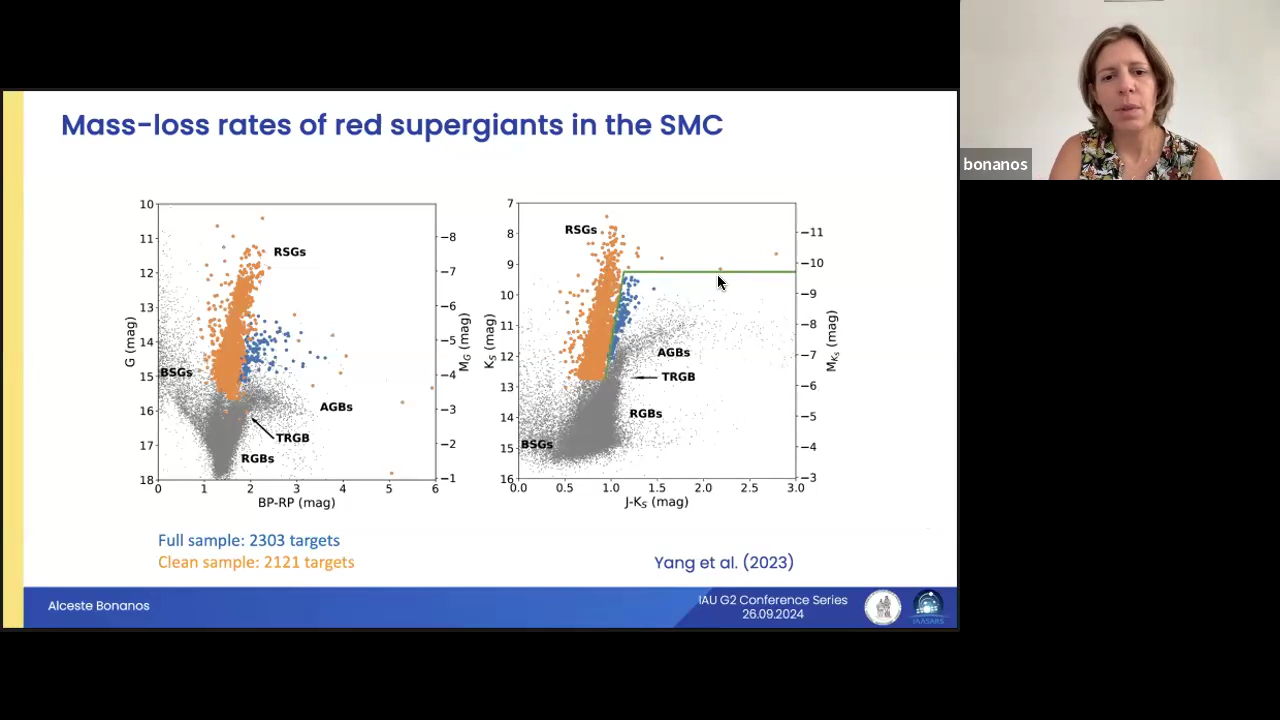 Mass-loss rates of red supergiants in the SMC
10
11
12
13
14
15
16
17
18
G (mag)
0
1
2
3
4
5
6
BP-RP (mag)
−8
−7
−6
−5
−4
−3
−2
−1
M_G (mag)
RSGs
BSGs
AGBs
TRGB
RGBs
7
8
9
10
11
12
13
14
15
16
K_S (mag)
0.0
0.5
1.0
1.5
2.0
2.5
3.0
J-K_S (mag)
−11
−10
−9
−8
−7
−6
−5
−4
−3
M_KS (mag)
RSGs
AGBs
TRGB
RGBs
BSGs
Full sample: 2303 targets
Clean sample: 2121 targets
Yang et al. (2023)
Alceste Bonanos
IAU G2 Conference Series
26.09.2024
IAASARS
bonanos